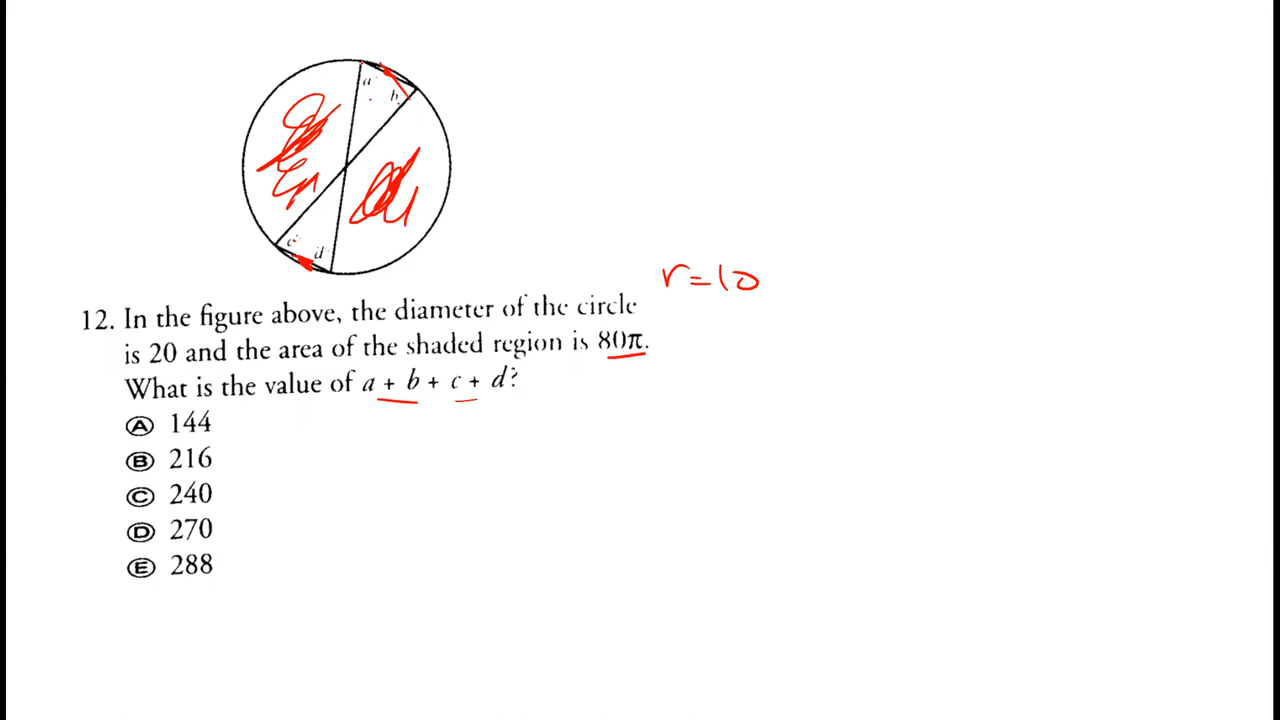 a°
b
c°
d°
r=10
12. In the figure above, the diameter of the circle
is 20 and the area of the shaded region is 80π.
What is the value of a + b + c + d?
Ⓐ 144
Ⓑ 216
Ⓒ 240
Ⓓ 270
Ⓔ 288